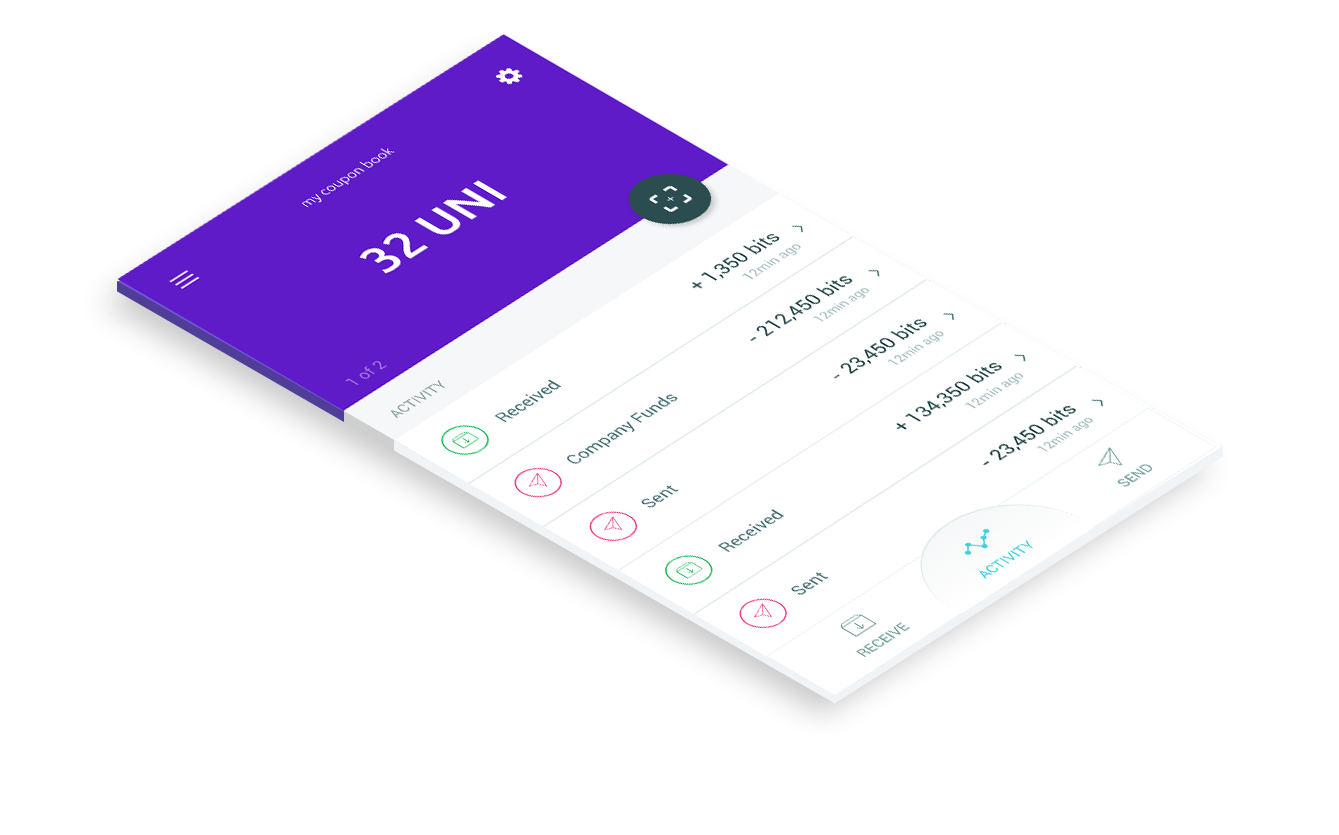 my coupon book
32 UNI
1 of 2
ACTIVITY
Received
+ 1,350 bits
12min ago
Company Funds
- 212,450 bits
12min ago
Sent
- 23,450 bits
12min ago
Received
+ 134,350 bits
12min ago
Sent
- 23,450 bits
12min ago
RECEIVE
ACTIVITY
SEND